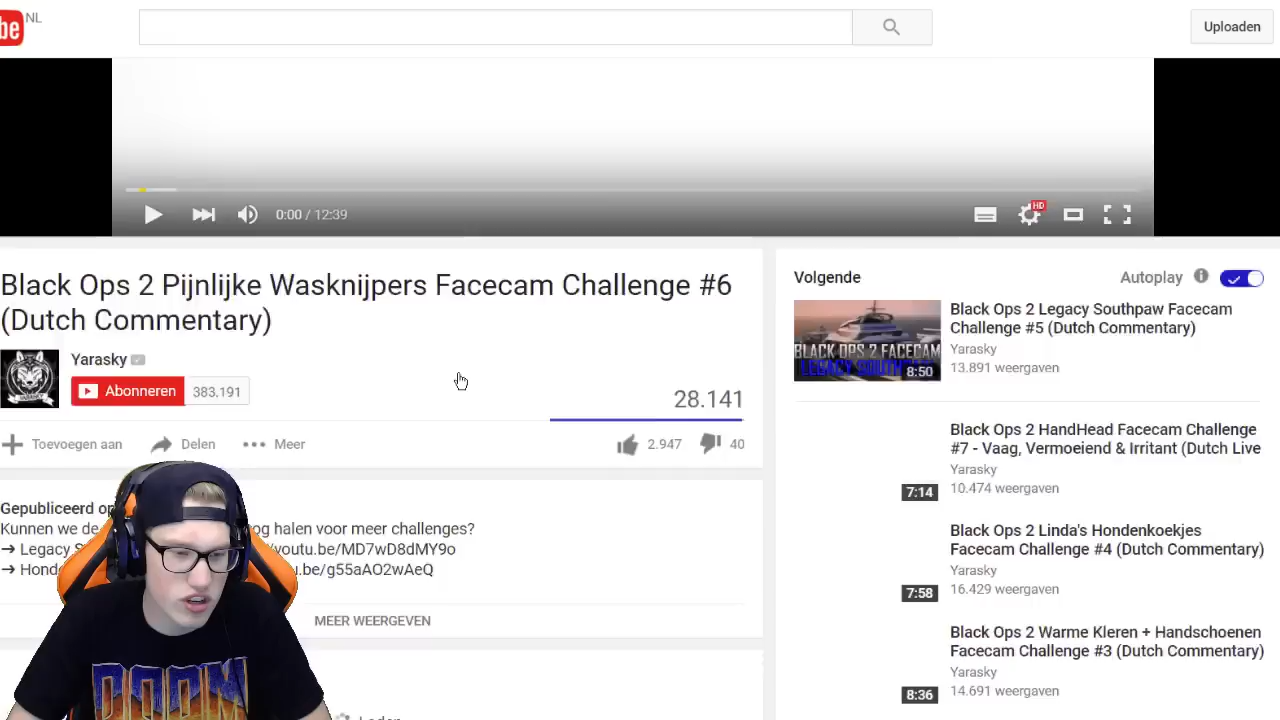 be NL
Uploaden
0:00 / 12:39
HD
Black Ops 2 Pijnlijke Wasknijpers Facecam Challenge #6
(Dutch Commentary)
Yarasky
Abonneren 383.191
28.141
Toevoegen aan Delen Meer
2.947 40
Gepubliceerd op
Kunnen we de og halen voor meer challenges?
→ Legacy S youtu.be/MD7wD8dMY9o
→ Hond u.be/g55aAO2wAeQ
MEER WEERGEVEN
Laden
DOOM
Volgende
Autoplay
BLACK OPS 2 FACECAM
LEGACY SOUTHPAW
8:50
Black Ops 2 Legacy Southpaw Facecam
Challenge #5 (Dutch Commentary)
Yarasky
13.891 weergaven
7:14
Black Ops 2 HandHead Facecam Challenge
#7 - Vaag, Vermoeiend & Irritant (Dutch Live
Yarasky
10.474 weergaven
7:58
Black Ops 2 Linda's Hondenkoekjes
Facecam Challenge #4 (Dutch Commentary)
Yarasky
16.429 weergaven
8:36
Black Ops 2 Warme Kleren + Handschoenen
Facecam Challenge #3 (Dutch Commentary)
Yarasky
14.691 weergaven